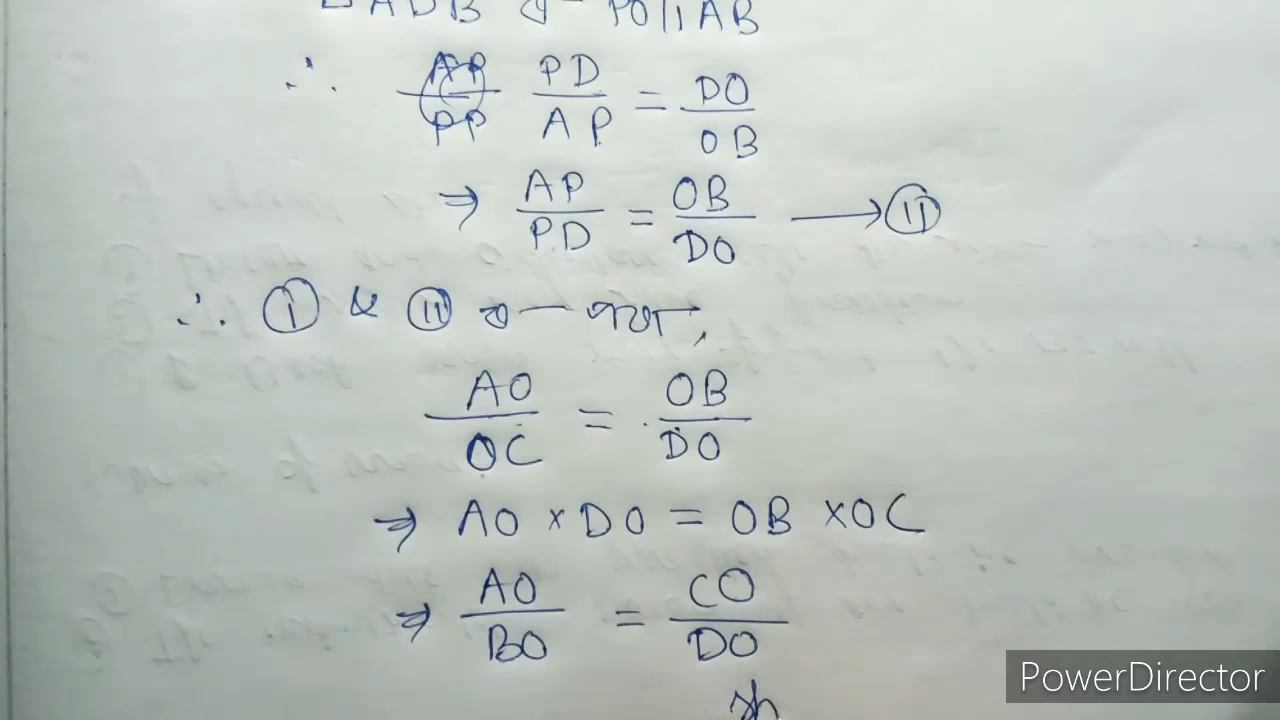 △ ADB PO || AB
∴ PD/AP = DO/OB
⇒ AP/PD = OB/DO ⟶ (II)
∴ (I) & (II)
AO/OC = OB/DO
⇒ AO × DO = OB × OC
⇒ AO/BO = CO/DO
PowerDirector